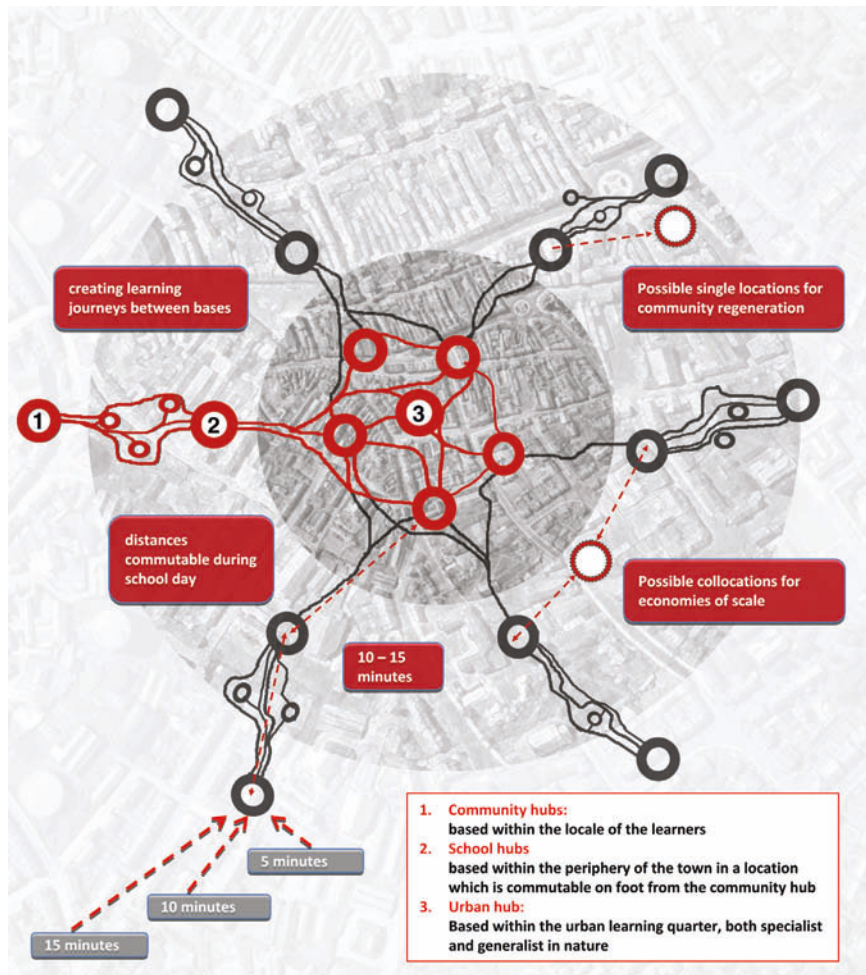 creating learning
journeys between bases
Possible single locations for
community regeneration
1
2
3
distances
commutable during
school day
Possible collocations for
economies of scale
10 – 15
minutes
5 minutes
10 minutes
15 minutes
1. Community hubs:
based within the locale of the learners
2. School hubs
based within the periphery of the town in a location
which is commutable on foot from the community hub
3. Urban hub:
Based within the urban learning quarter, both specialist
and generalist in nature